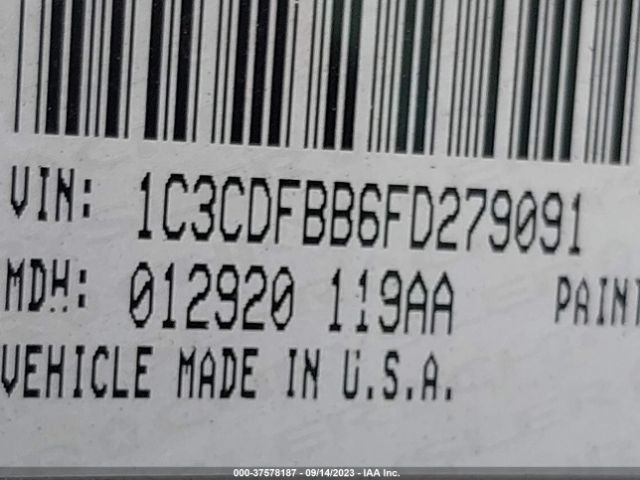 VIN: 1C3CDFBB6FD279091
MDH: 012920 119AA PAINT
VEHICLE MADE IN U.S.A.
000-37578187 - 09/14/2023 - IAA Inc.